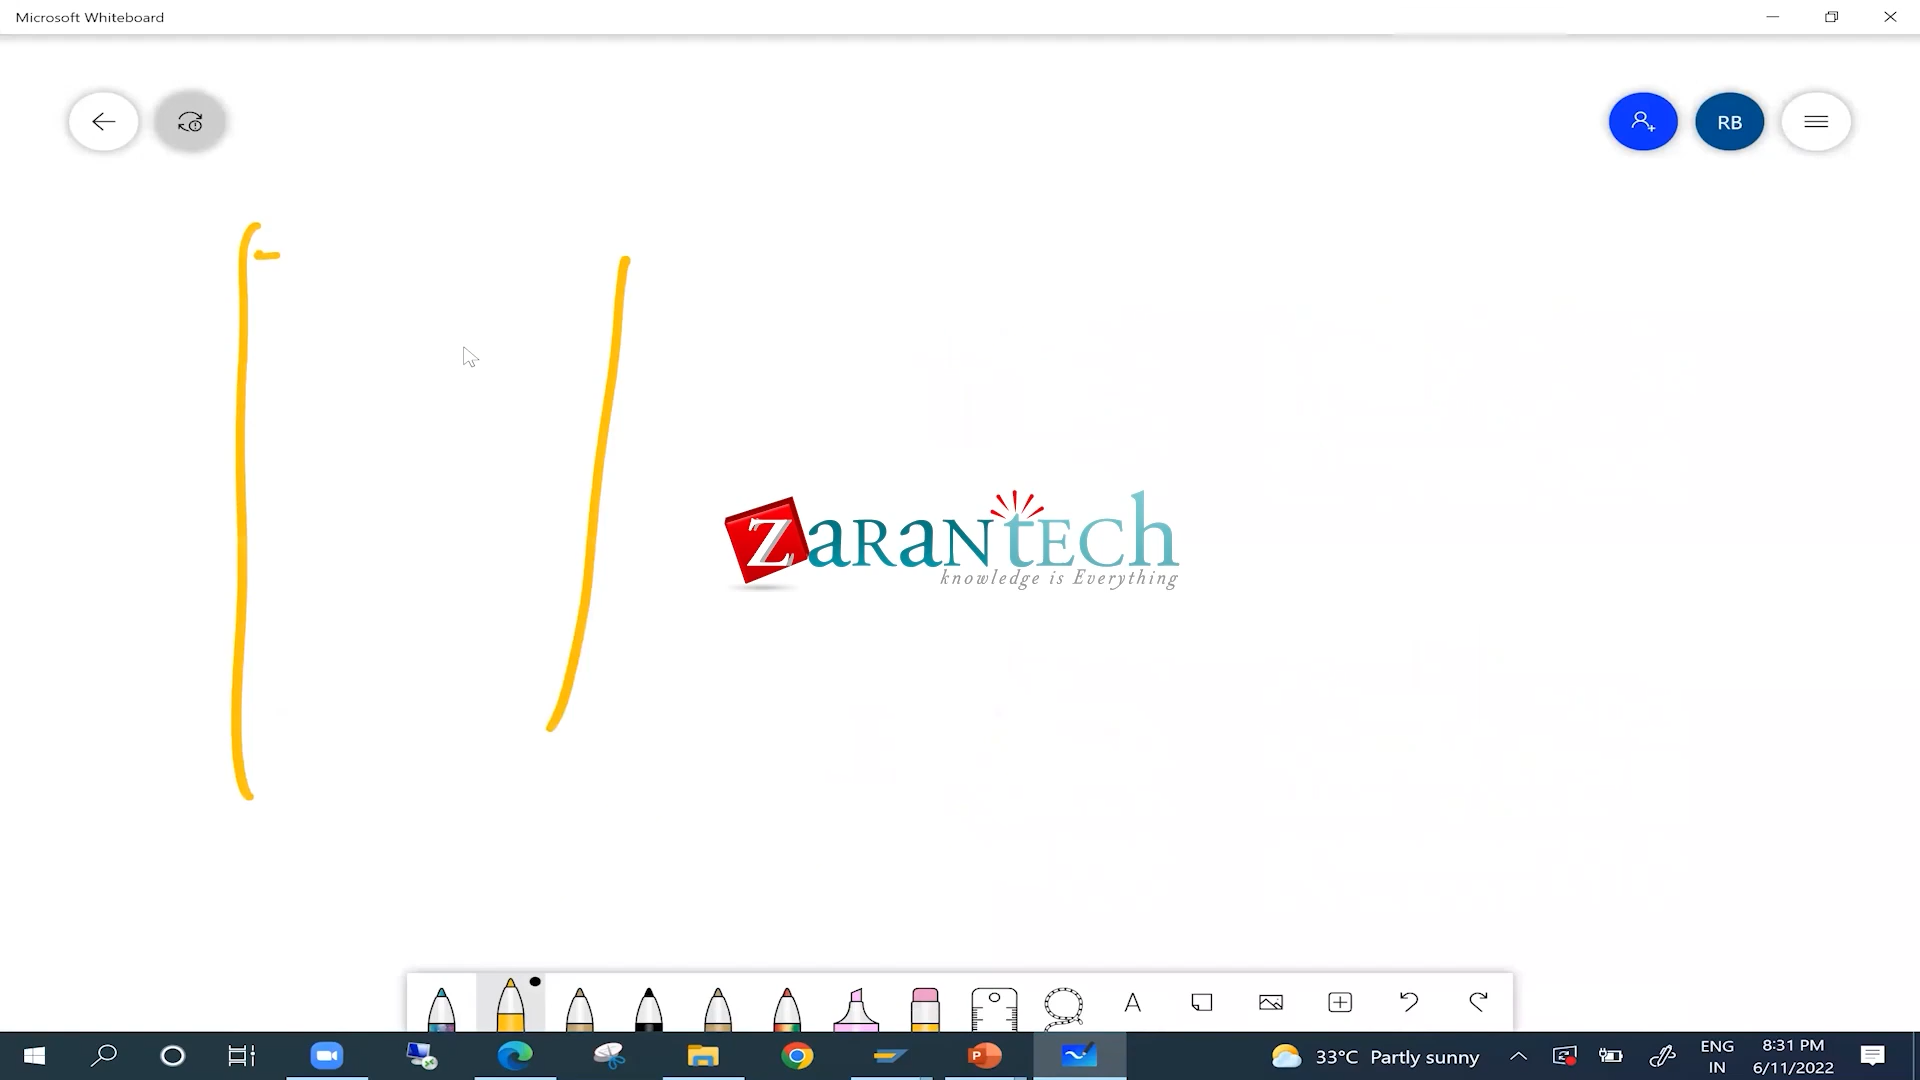 Microsoft Whiteboard
RB
ZaranTech
knowledge is Everything
A
33°C Partly sunny
ENG
IN
8:31 PM
6/11/2022